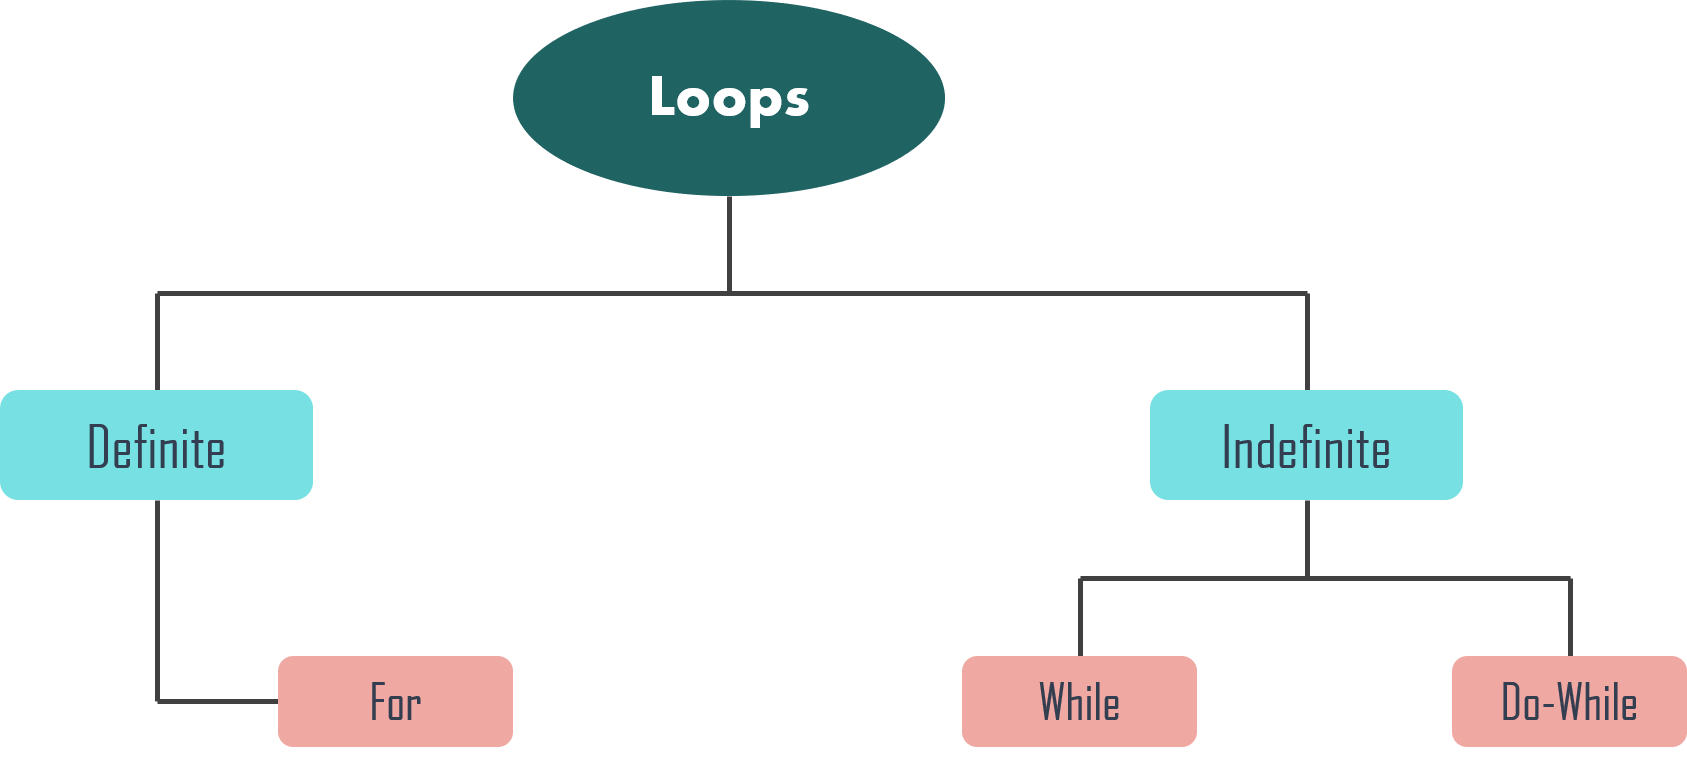 Loops
Definite
Indefinite
For
While
Do-While